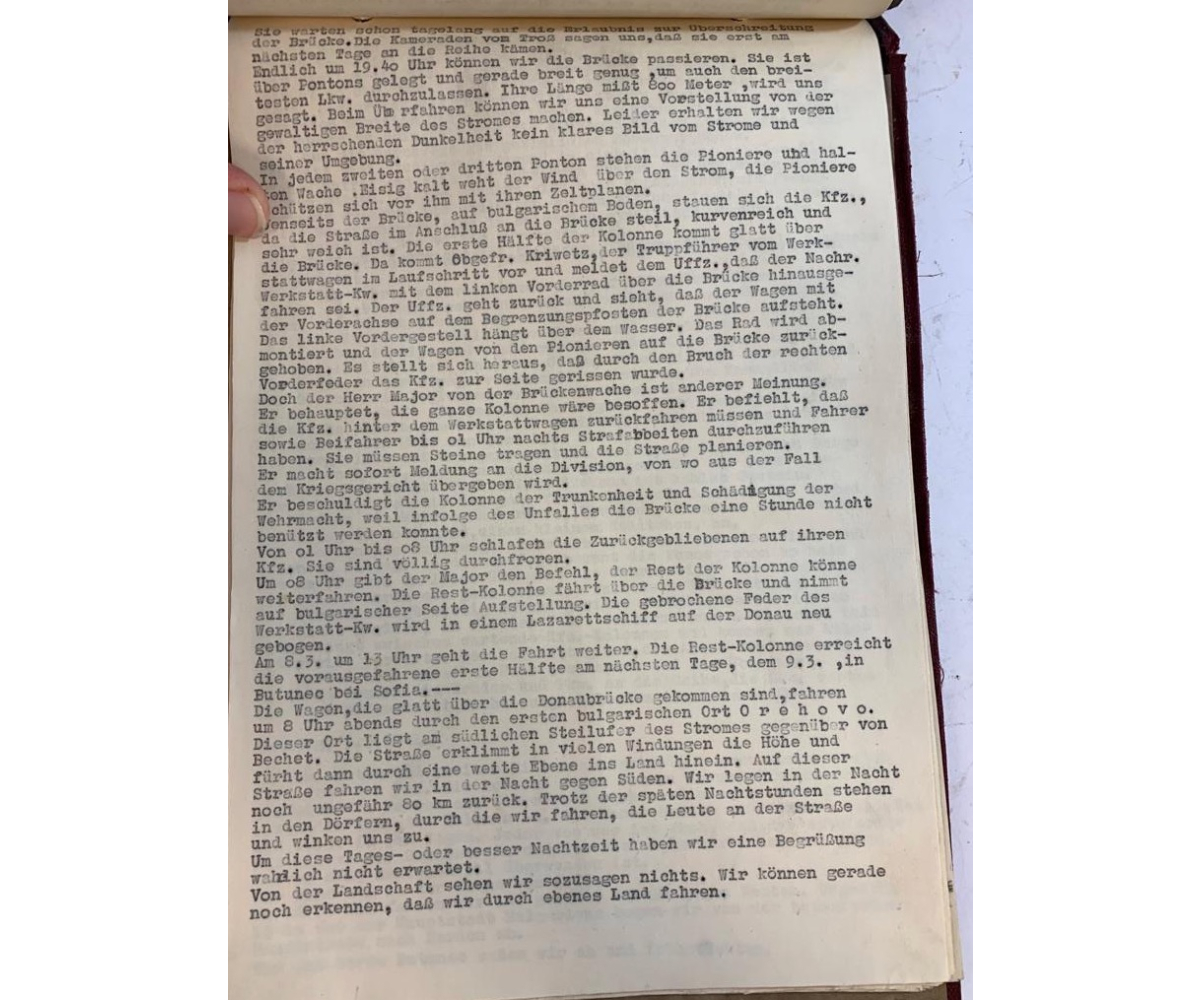 Sie warten schon tagelang auf die Erlaubnis zur Überschreitung
der Brücke.Die Kameraden vom Troß sagen uns,daß sie erst am
nächsten Tage an die Reihe kämen.
Endlich um 19.4o Uhr können wir die Brücke passieren. Sie ist
über Pontons gelegt und gerade breit genug ,um auch den brei-
testen Lkw. durchzulassen. Ihre Länge mißt 8oo Meter ,wird uns
gesagt. Beim Üb rfahren können wir uns eine Vorstellung von der
gewaltigen Breite des Stromes machen. Leider erhalten wir wegen
der herrschenden Dunkelheit kein klares Bild vom Strome und
seiner Umgebung.
In jedem zweiten oder dritten Ponton stehen die Pioniere und hal-
ten Wache .Eisig kalt weht der Wind über den Strom, die Pioniere
schützen sich vor ihm mit ihren Zeltplanen.
Jenseits der Brücke, auf bulgarischem Boden, stauen sich die Kfz.,
da die Straße im Anschluß an die Brücke steil, kurvenreich und
sehr weich ist. Die erste Hälfte der Kolonne kommt glatt über
die Brücke. Da kommt Obgefr. Kriwetz,der Truppführer vom Werk-
stattwagen im Laufschritt vor und meldet dem Uffz.,daß der Nachr.
Werkstatt-Kw. mit dem linken Vorderrad über die Brücke hinausge-
fahren sei. Der Uffz. geht zurück und sieht, daß der Wagen mit
der Vorderachse auf dem Begrenzungspfosten der Brücke aufsteht.
Das linke Vordergestell hängt über dem Wasser. Das Rad wird ab-
montiert und der Wagen von den Pionieren auf die Brücke zurück-
gehoben. Es stellt sich heraus, daß durch den Bruch der rechten
Vorderfeder das Kfz. zur Seite gerissen wurde.
Doch der Herr Major von der Brückenwache ist anderer Meinung.
Er behauptet, die ganze Kolonne wäre besoffen. Er befiehlt, daß
die Kfz. hinter dem Werkstattwagen zurückfahren müssen und Fahrer
sowie Beifahrer bis o1 Uhr nachts Strafabbeiten durchzuführen
haben. Sie müssen Steine tragen und die Straße planieren.
Er macht sofort Meldung an die Division, von wo aus der Fall
dem Kriegsgericht übergeben wird.
Er beschuldigt die Kolonne der Trunkenheit und Schädigung der
Wehrmacht, weil infolge des Unfalles die Brücke eine Stunde nicht
benützt werden konnte.
Von o1 Uhr bis o8 Uhr schlafen die Zurückgebliebenen auf ihren
Kfz. Sie sind völlig durchfroren.
Um o8 Uhr gibt der Major den Befehl, der Rest der Kolonne könne
weiterfahren. Die Rest-Kolonne fährt über die Brücke und nimmt
auf bulgarischer Seite Aufstellung. Die gebrochene Feder des
Werkstatt-Kw. wird in einem Lazarettschiff auf der Donau neu
gebogen.
Am 8.3. um 13 Uhr geht die Fahrt weiter. Die Rest-Kolonne erreicht
die vorausgefahrene erste Hälfte am nächsten Tage, dem 9.3. ,in
Butunec bei Sofia.---
Die Wagen,die glatt über die Donaubrücke gekommen sind,fahren
um 8 Uhr abends durch den ersten bulgarischen Ort O r e h o v o.
Dieser Ort liegt am südlichen Steilufer des Stromes gegenüber von
Bechet. Die Straße erklimmt in vielen Windungen die Höhe und
fürht dann durch eine weite Ebene ins Land hinein. Auf dieser
Straße fahren wir in der Nacht gegen Süden. Wir legen in der Nacht
noch ungefähr 8o km zurück. Trotz der späten Nachtstunden stehen
in den Dörfern, durch die wir fahren, die Leute an der Straße
und winken uns zu.
Um diese Tages- oder besser Nachtzeit haben wir eine Begrüßung
wahrlich nicht erwartet.
Von der Landschaft sehen wir sozusagen nichts. Wir können gerade
noch erkennen, daß wir durch ebenes Land fahren.